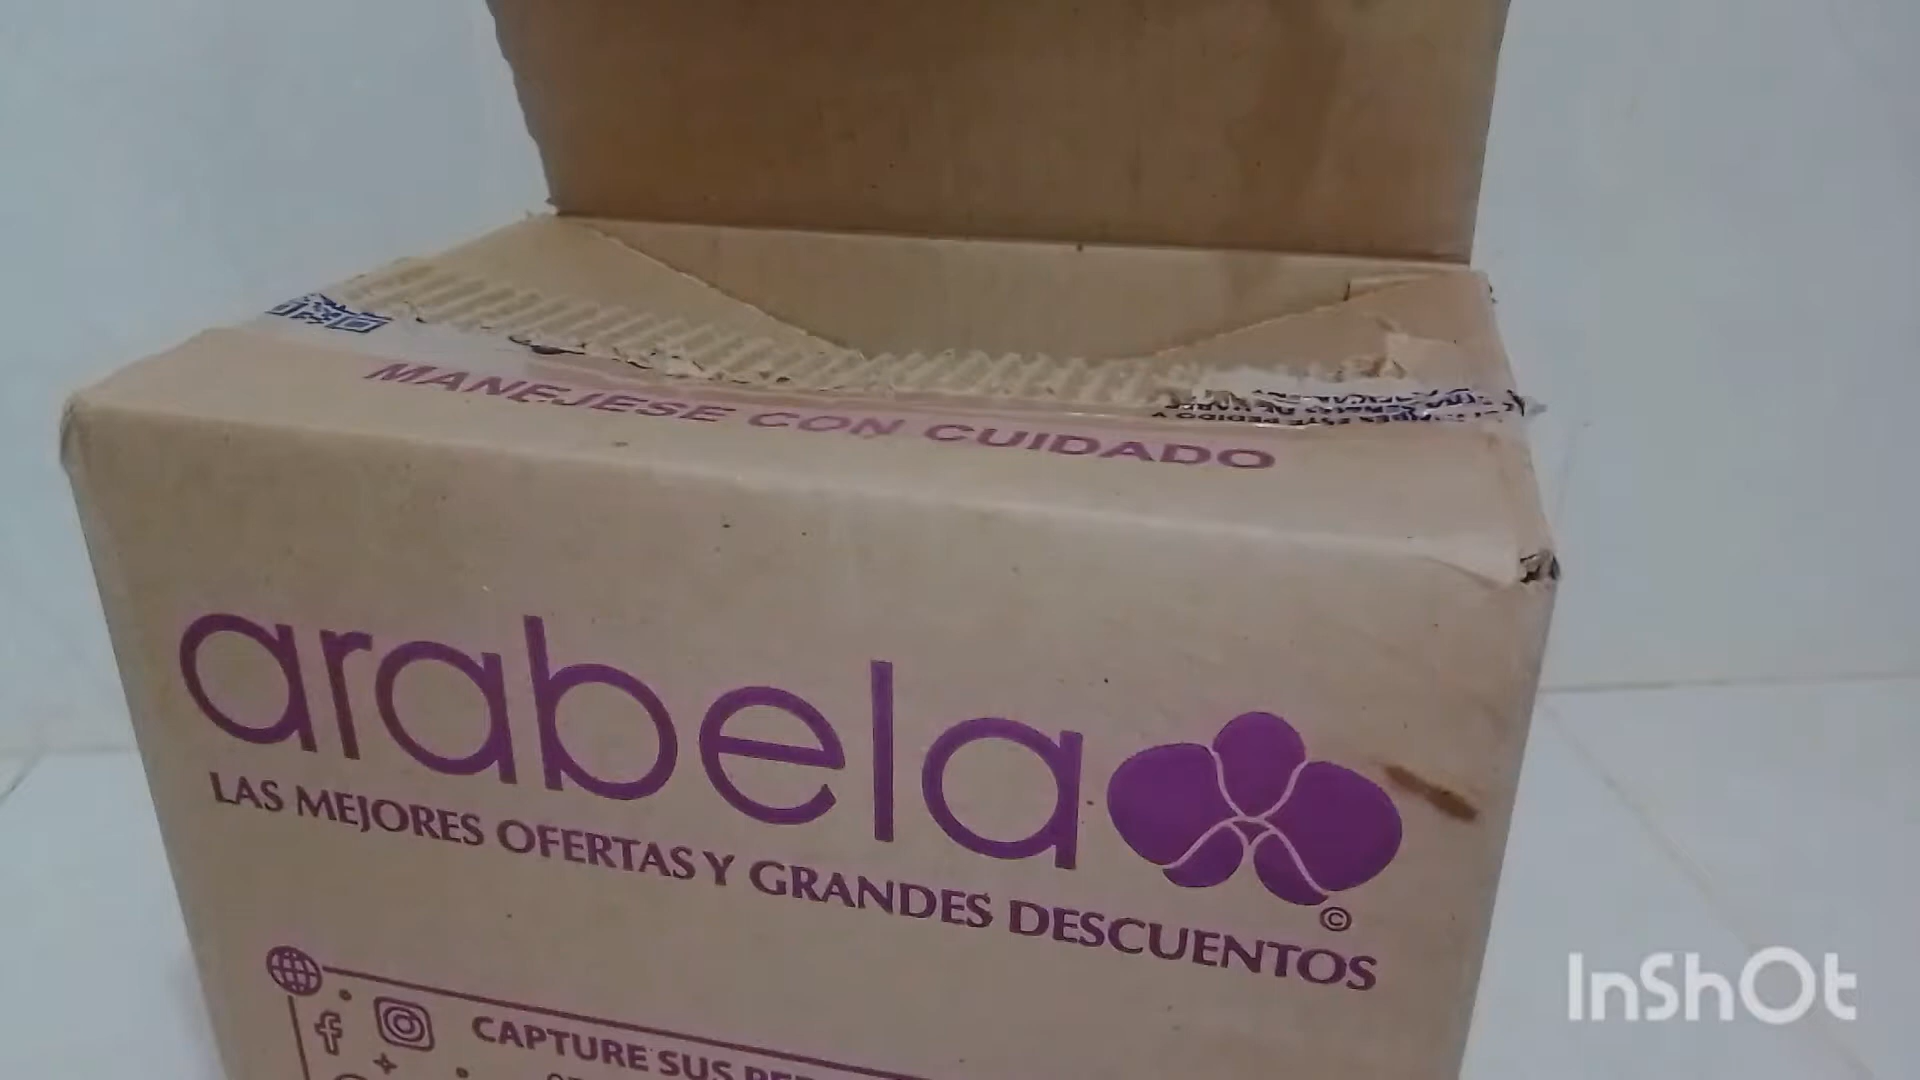 MANEJESE CON CUIDADO
arabela
©
LAS MEJORES OFERTAS Y GRANDES DESCUENTOS
CAPTURE SUS
InShOt